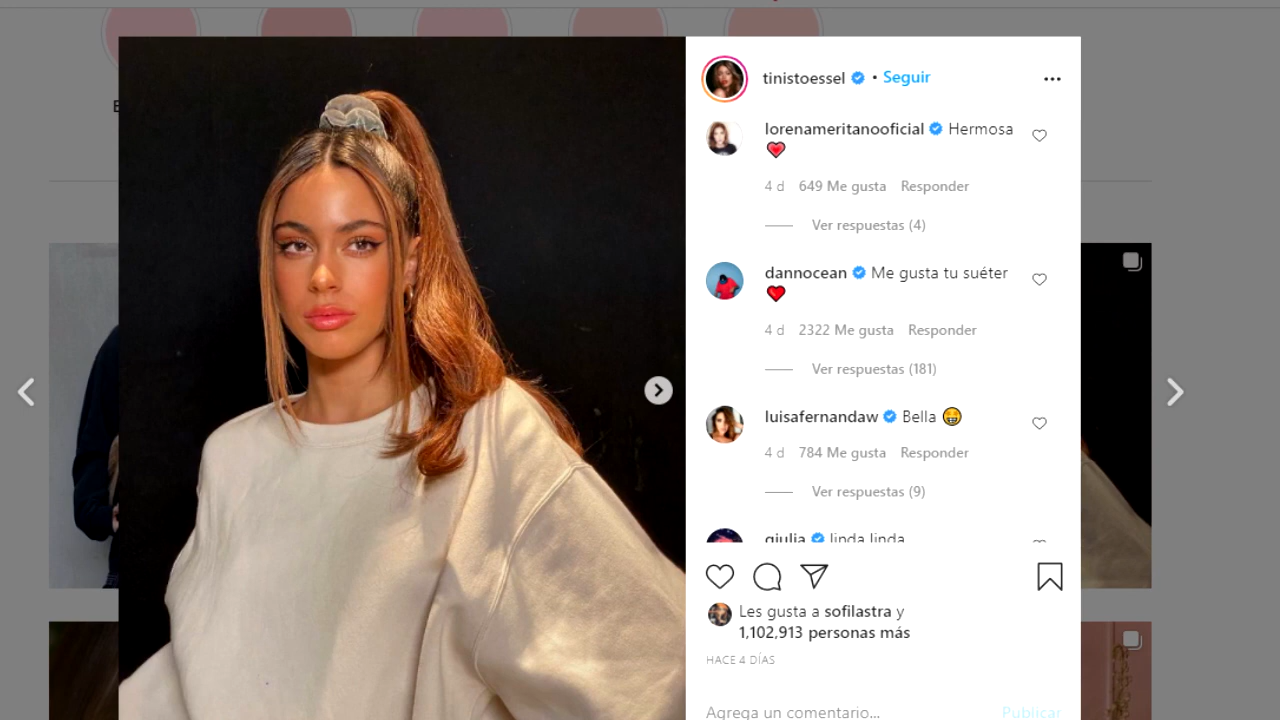 tinistoessel • Seguir
lorenameritanooficial Hermosa
4 d 649 Me gusta Responder
Ver respuestas (4)
dannocean Me gusta tu suéter
4 d 2322 Me gusta Responder
Ver respuestas (181)
luisafernandaw Bella
4 d 784 Me gusta Responder
Ver respuestas (9)
giulia linda linda
Les gusta a sofilastra y
1,102,913 personas más
HACE 4 DÍAS
Agrega un comentario... Publicar